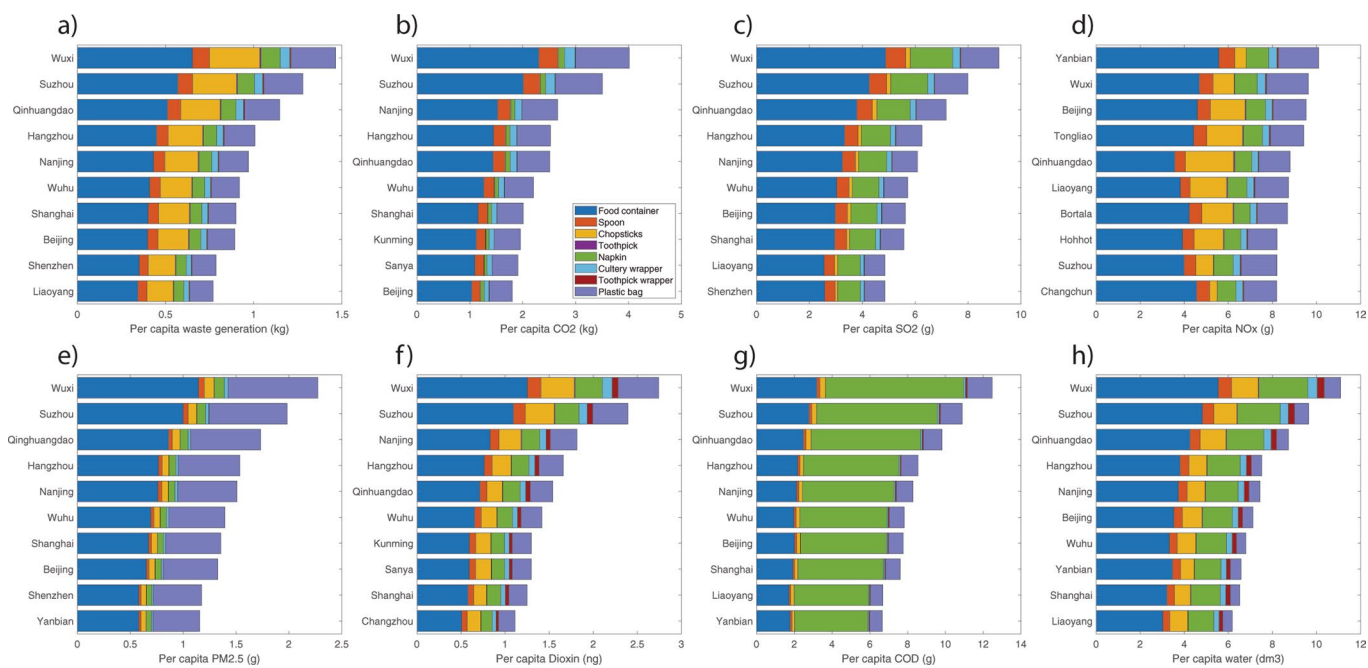 a)
Wuxi
Suzhou
Qinhuangdao
Hangzhou
Nanjing
Wuhu
Shanghai
Beijing
Shenzhen
Liaoyang
0 0.5 1 1.5
Per capita waste generation (kg)
b)
Wuxi
Suzhou
Nanjing
Hangzhou
Qinhuangdao
Wuhu
Shanghai
Kunming
Sanya
Beijing
Food container
Spoon
Chopsticks
Toothpick
Napkin
Cultery wrapper
Toothpick wrapper
Plastic bag
0 1 2 3 4 5
Per capita CO2 (kg)
c)
Wuxi
Suzhou
Qinhuangdao
Hangzhou
Nanjing
Wuhu
Beijing
Shanghai
Liaoyang
Shenzhen
0 2 4 6 8 10
Per capita SO2 (g)
d)
Yanbian
Wuxi
Beijing
Tongliao
Qinhuangdao
Liaoyang
Bortala
Hohhot
Suzhou
Changchun
0 2 4 6 8 10 12
Per capita NOx (g)
e)
Wuxi
Suzhou
Qinghuangdao
Hangzhou
Nanjing
Wuhu
Shanghai
Beijing
Shenzhen
Yanbian
0 0.5 1 1.5 2 2.5
Per capita PM2.5 (g)
f)
Wuxi
Suzhou
Nanjing
Hangzhou
Qinhuangdao
Wuhu
Kunming
Sanya
Shanghai
Changzhou
0 0.5 1 1.5 2 2.5 3
Per capita Dioxin (ng)
g)
Wuxi
Suzhou
Qinhuangdao
Hangzhou
Nanjing
Wuhu
Beijing
Shanghai
Liaoyang
Yanbian
0 2 4 6 8 10 12 14
Per capita COD (g)
h)
Wuxi
Suzhou
Qinhuangdao
Hangzhou
Nanjing
Beijing
Wuhu
Yanbian
Shanghai
Liaoyang
0 2 4 6 8 10 12
Per capita water (dm3)